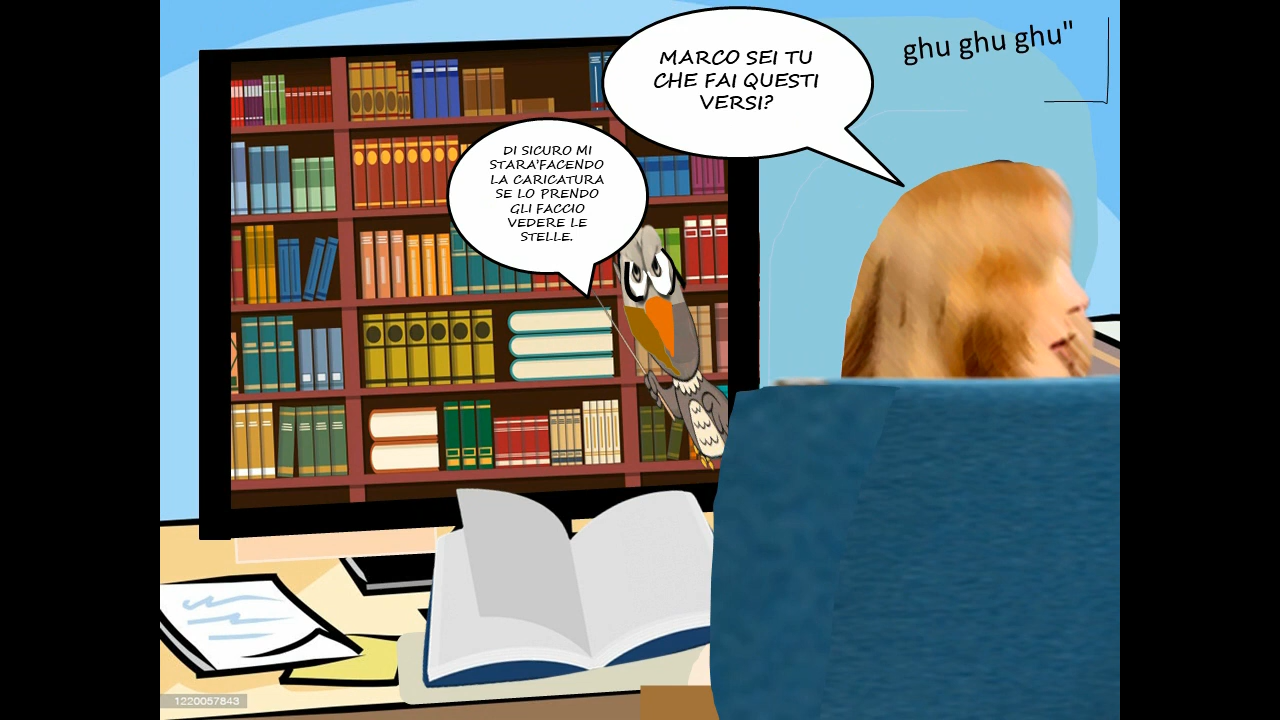 MARCO SEI TU
CHE FAI QUESTI
VERSI?
ghu ghu ghu"
DI SICURO MI
STARA'FACENDO
LA CARICATURA
SE LO PRENDO
GLI FACCIO
VEDERE LE
STELLE.
1220057843